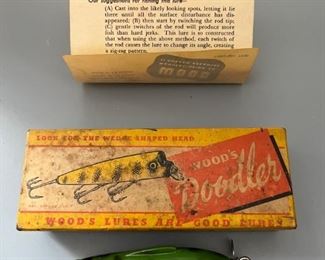 Our suggestions for fishing this lure—
(A) Cast into the likely looking spots, letting it lie
there until all the surface disturbance has dis-
appeared; (B) then start by twitching the rod tip;
C) gentle twitches of the rod will produce more
fish than hard jerks. This lure is so constructed
that when using the above method, each twitch of
the rod causes the lure to change its angle, creating
a zig-zag pattern.
WOOD
LOOK FOR THE WEDGE SHAPED HEAD
WOOD'S
Doodler
WOOD'S LURES ARE GOOD LURES